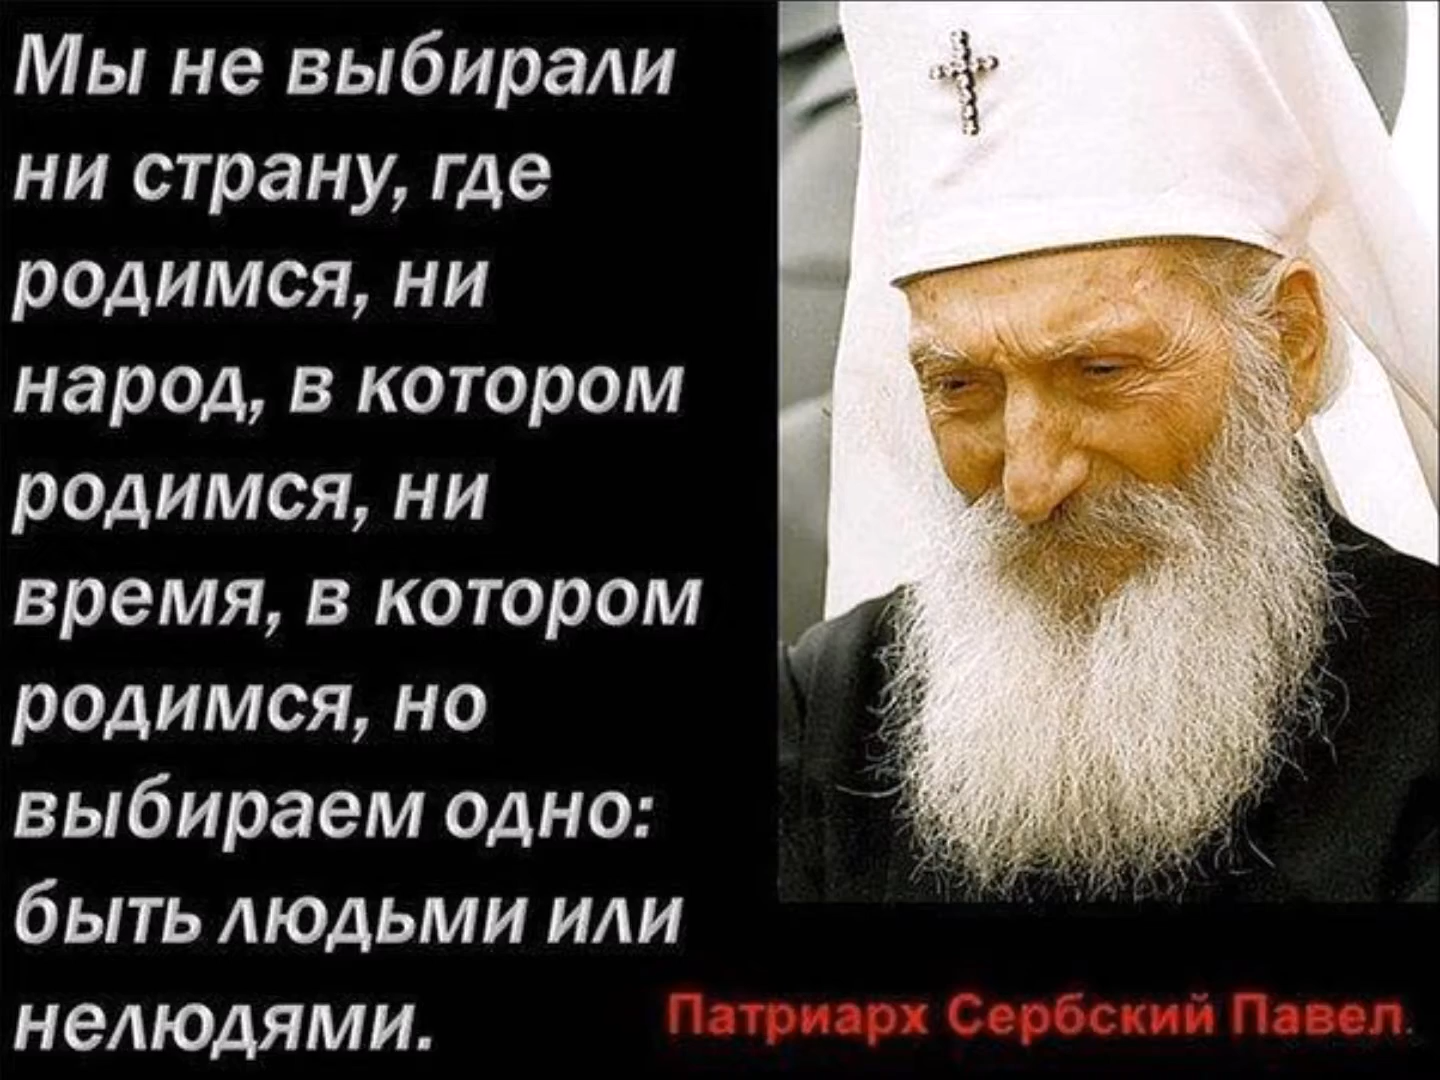 Мы не выбирали
ни страну, где
родимся, ни
народ, в котором
родимся, ни
время, в котором
родимся, но
выбираем одно:
быть людьми или
нелюдями.
Патриарх Сербский Павел.